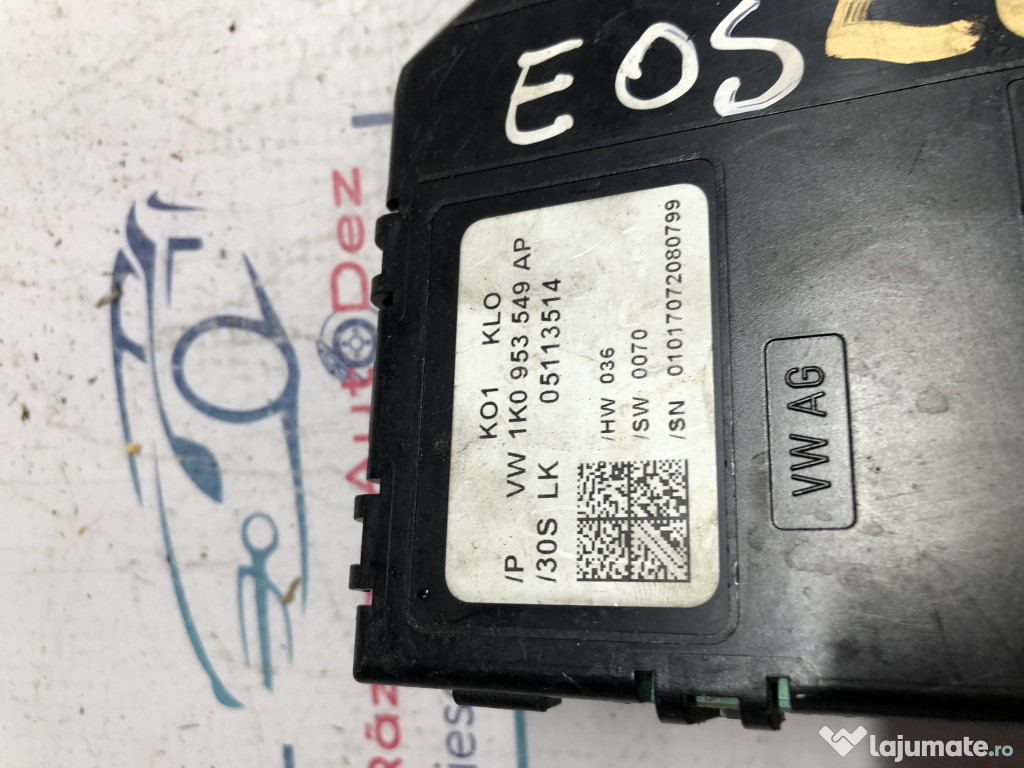 EOS
KO1 KLO
/P VW 1K0 953 549 AP
/30S LK 05113514
/HW 036
/SW 0070
/SN 01017072080799
VW AG
AutoDez
lajumate.ro